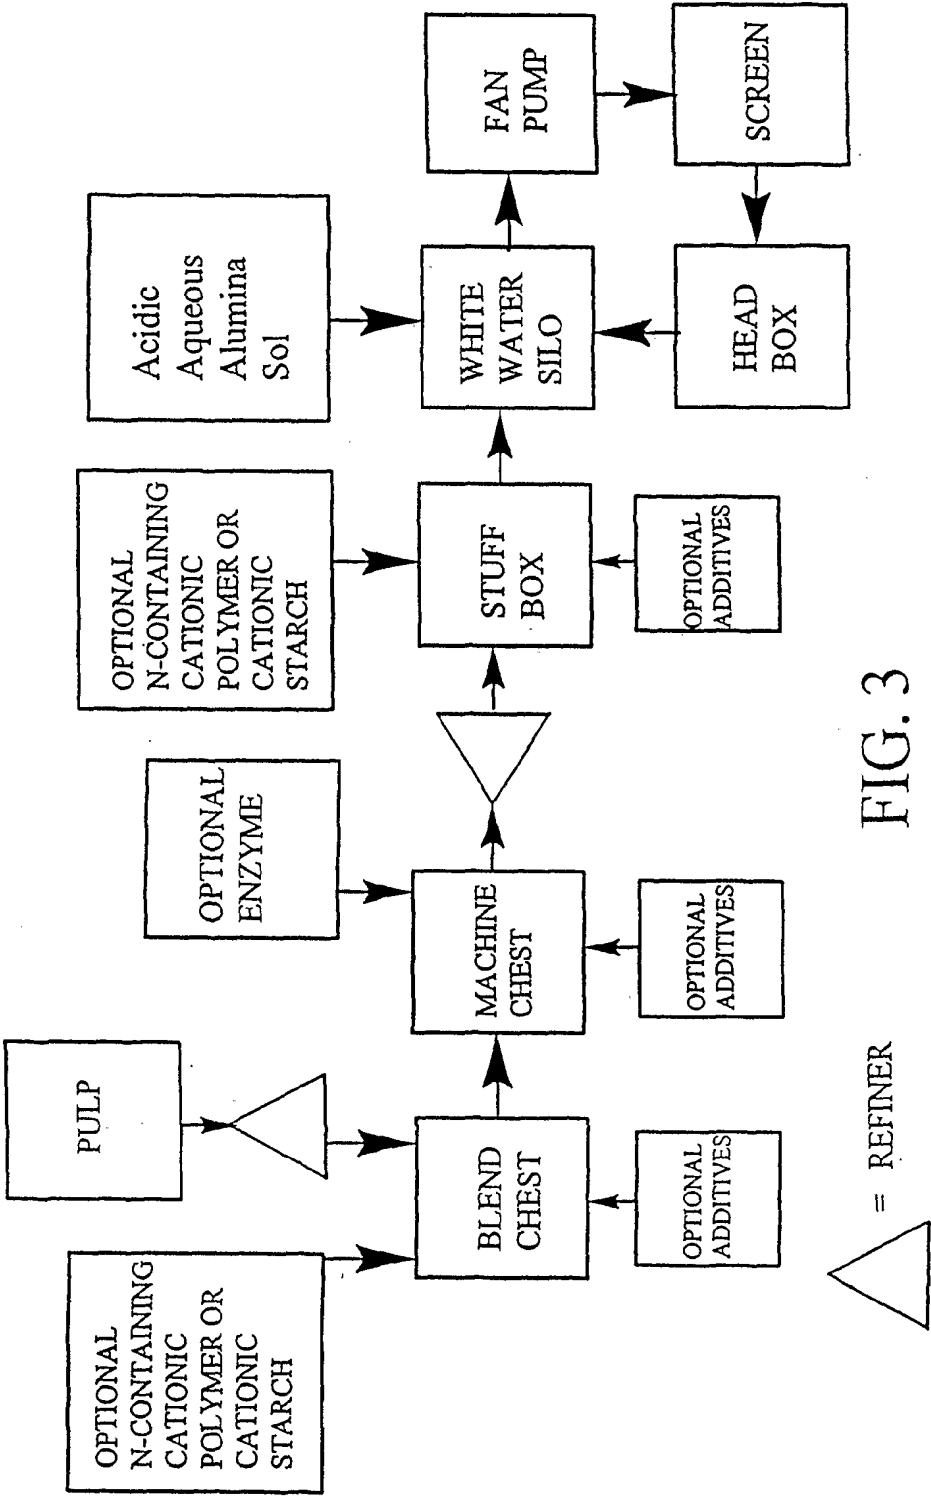 OPTIONAL
N-CONTAINING
CATIONIC
POLYMER OR
CATIONIC
STARCH
PULP
BLEND
CHEST
OPTIONAL
ADDITIVES
OPTIONAL
ENZYME
MACHINE
CHEST
OPTIONAL
ADDITIVES
OPTIONAL
N-CONTAINING
CATIONIC
POLYMER OR
CATIONIC
STARCH
STUFF
BOX
OPTIONAL
ADDITIVES
Acidic
Aqueous
Alumina
Sol
WHITE
WATER
SILO
FAN
PUMP
SCREEN
HEAD
BOX
= REFINER
FIG. 3